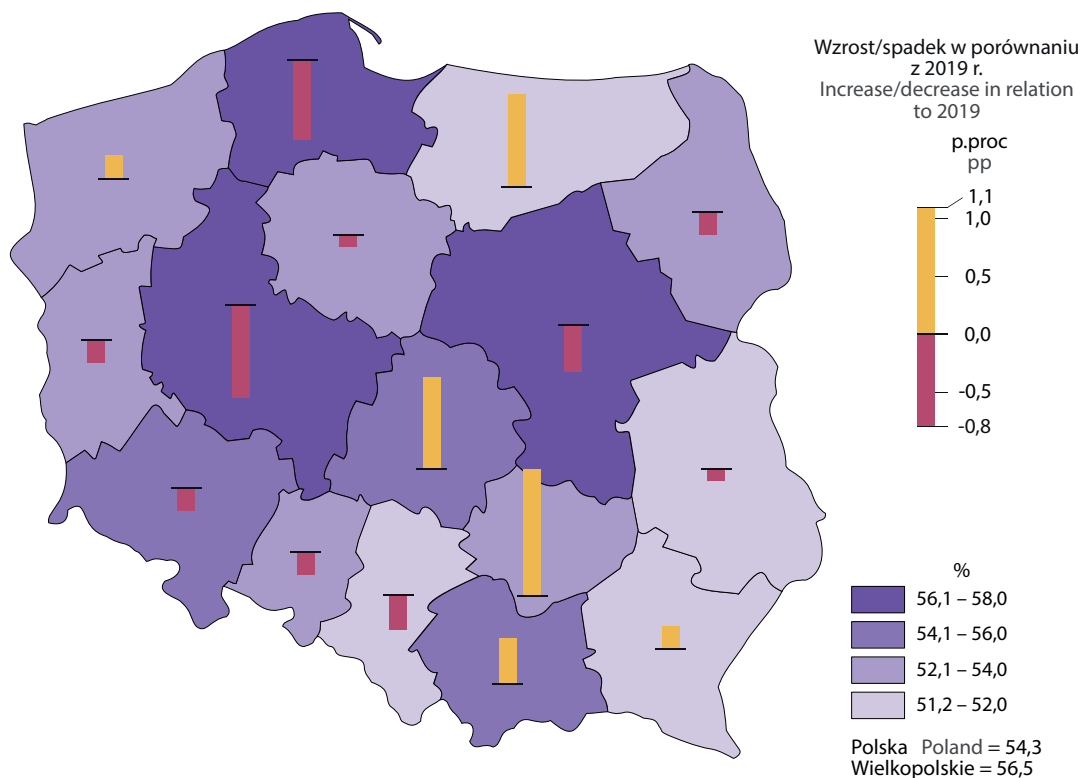 Wzrost/spadek w porównaniu
z 2019 r.
Increase/decrease in relation
to 2019
p.proc
pp
1,1
1,0
0,5
0,0
-0,5
-0,8
%
56,1 – 58,0
54,1 – 56,0
52,1 – 54,0
51,2 – 52,0
Polska Poland = 54,3
Wielkopolskie = 56,5